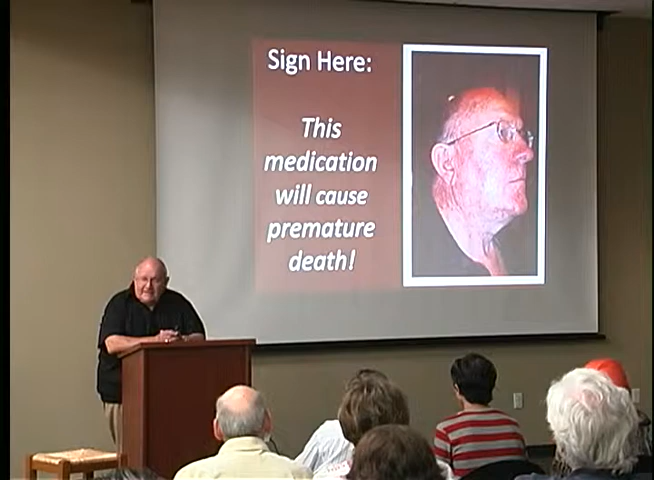 Sign Here:
This
medication
will cause
premature
death!